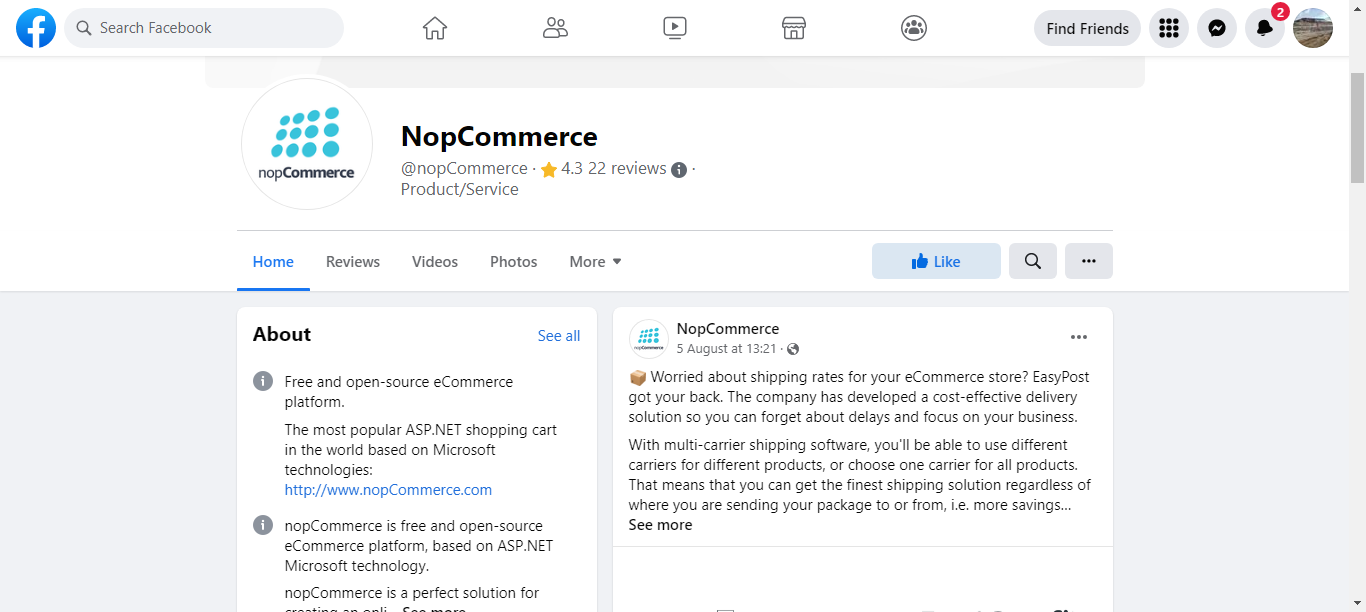 Search Facebook
Find Friends
2
nopCommerce
NopCommerce
@nopCommerce · 4.3 22 reviews ·
Product/Service
Home Reviews Videos Photos More
Like
About
See all
Free and open-source eCommerce
platform.
The most popular ASP.NET shopping cart
in the world based on Microsoft
technologies:
http://www.nopCommerce.com
nopCommerce is free and open-source
eCommerce platform, based on ASP.NET
Microsoft technology.
nopCommerce is a perfect solution for
creating an onli... See more
nopCommerce
NopCommerce
5 August at 13:21 ·
📦 Worried about shipping rates for your eCommerce store? EasyPost
got your back. The company has developed a cost-effective delivery
solution so you can forget about delays and focus on your business.
With multi-carrier shipping software, you'll be able to use different
carriers for different products, or choose one carrier for all products.
That means that you can get the finest shipping solution regardless of
where you are sending your package to or from, i.e. more savings...
See more